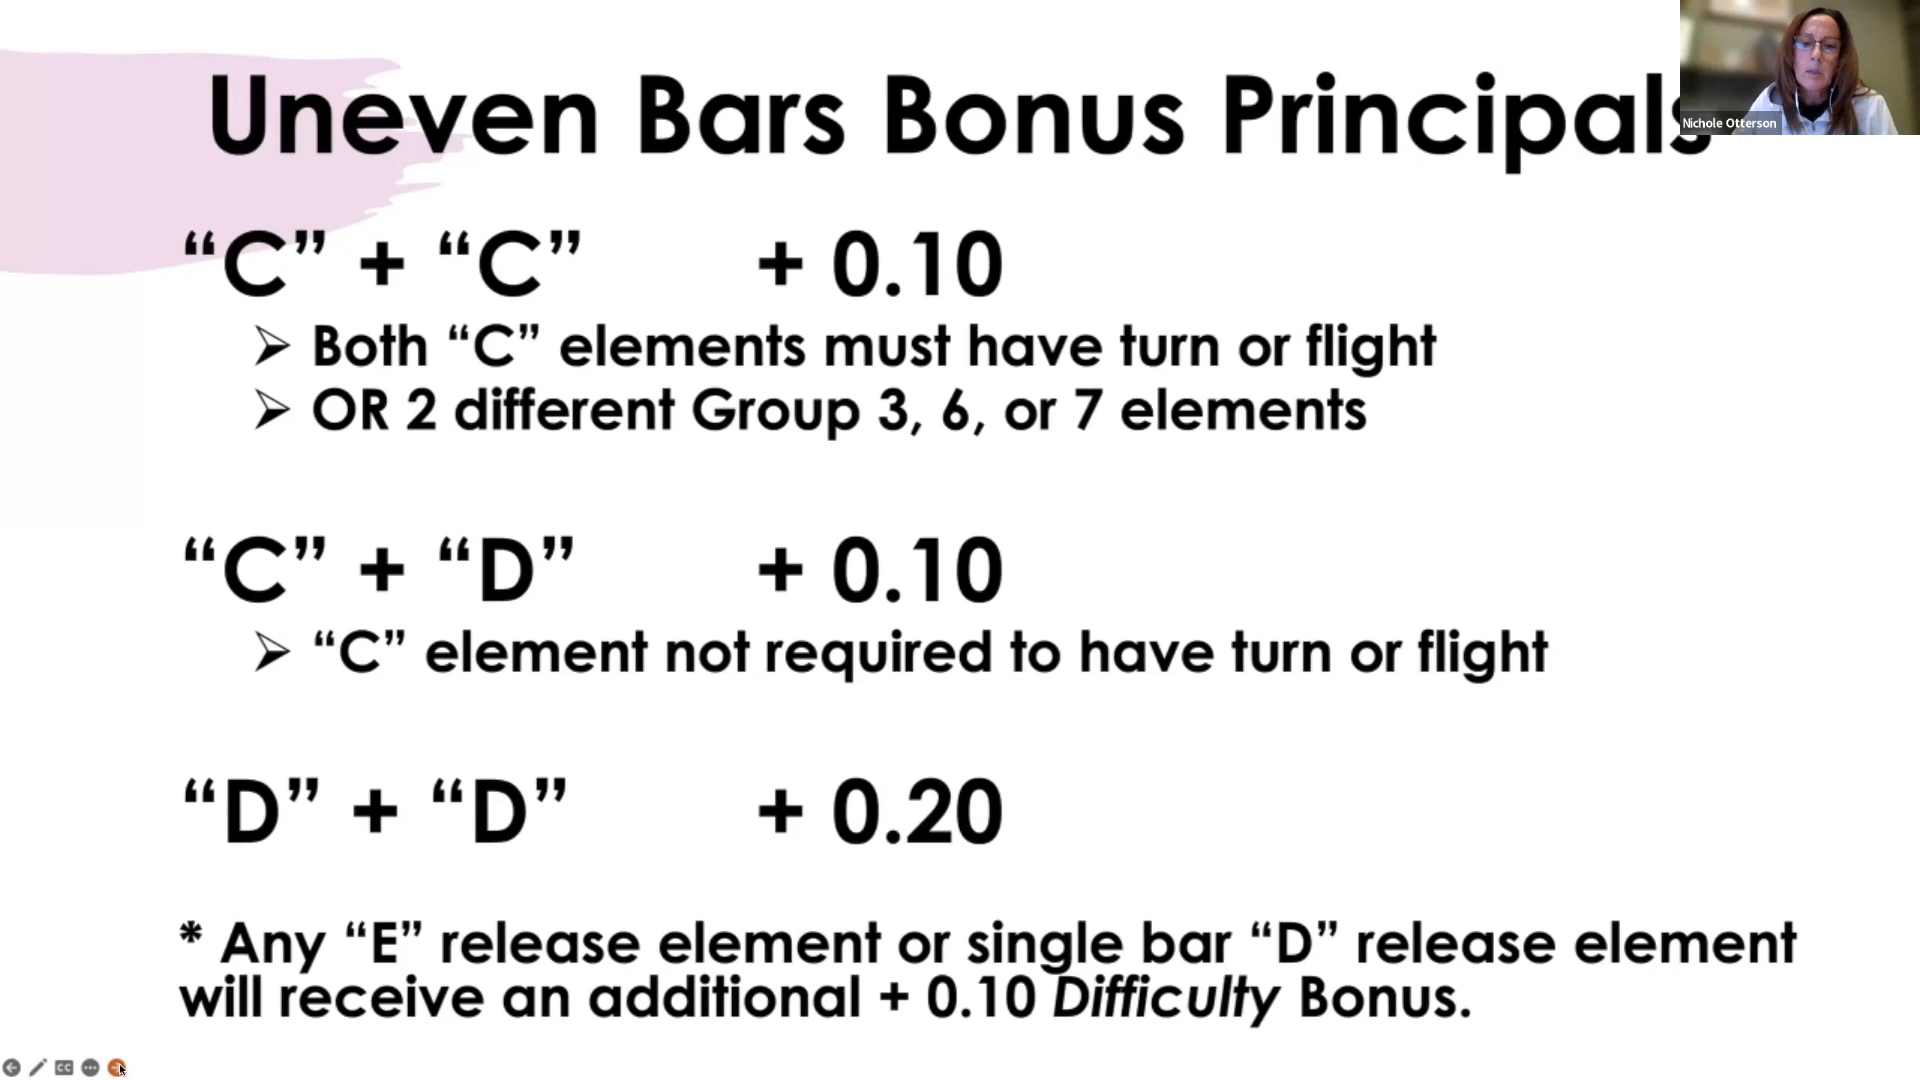 Uneven Bars Bonus Principals
Nichole Otterson
“C” + “C” + 0.10
➢ Both “C” elements must have turn or flight
➢ OR 2 different Group 3, 6, or 7 elements
“C” + “D” + 0.10
➢ “C” element not required to have turn or flight
“D” + “D” + 0.20
* Any “E” release element or single bar “D” release element
will receive an additional + 0.10 Difficulty Bonus.
CC